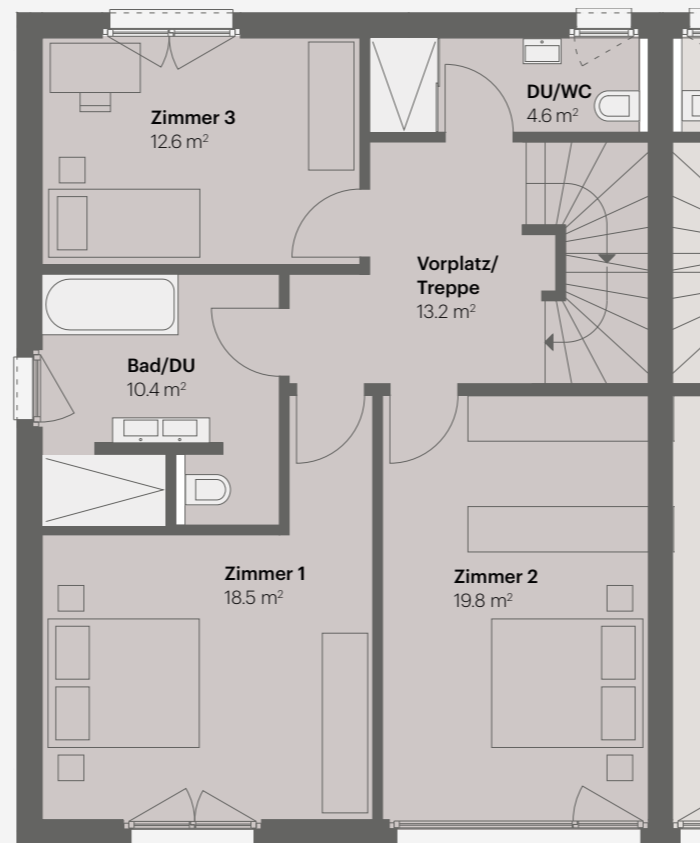 Zimmer 3
12.6 m²
DU/WC
4.6 m²
Vorplatz/
Treppe
13.2 m²
Bad/DU
10.4 m²
Zimmer 1
18.5 m²
Zimmer 2
19.8 m²